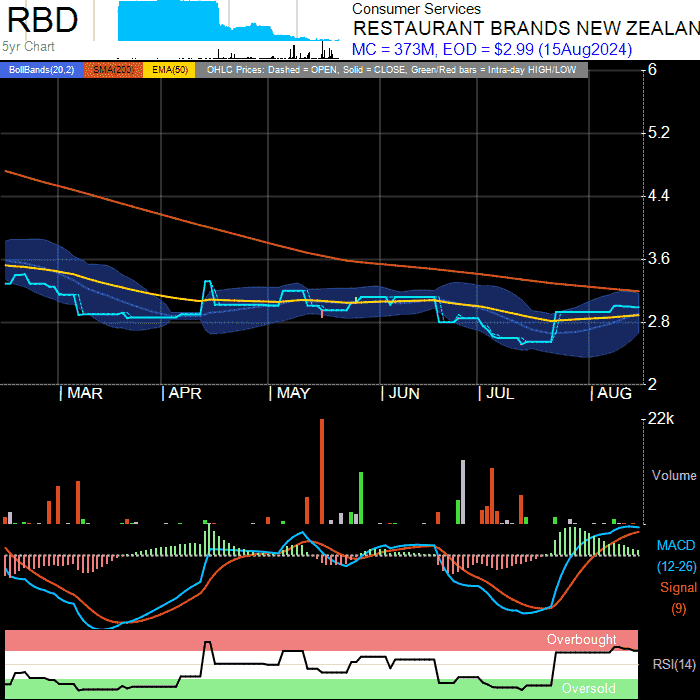 RBD
5yr Chart
Consumer Services
RESTAURANT BRANDS NEW ZEALAN
MC = 373M, EOD = $2.99 (15Aug2024)
BollBands(20,2) SMA(200) EMA(50) OHLC Prices: Dashed = OPEN, Solid = CLOSE, Green/Red bars = Intra-day HIGH/LOW
6
5.2
4.4
3.6
2.8
2
MAR APR MAY JUN JUL AUG
22k
Volume
MACD
(12-26)
Signal
(9)
Overbought
RSI(14)
Oversold